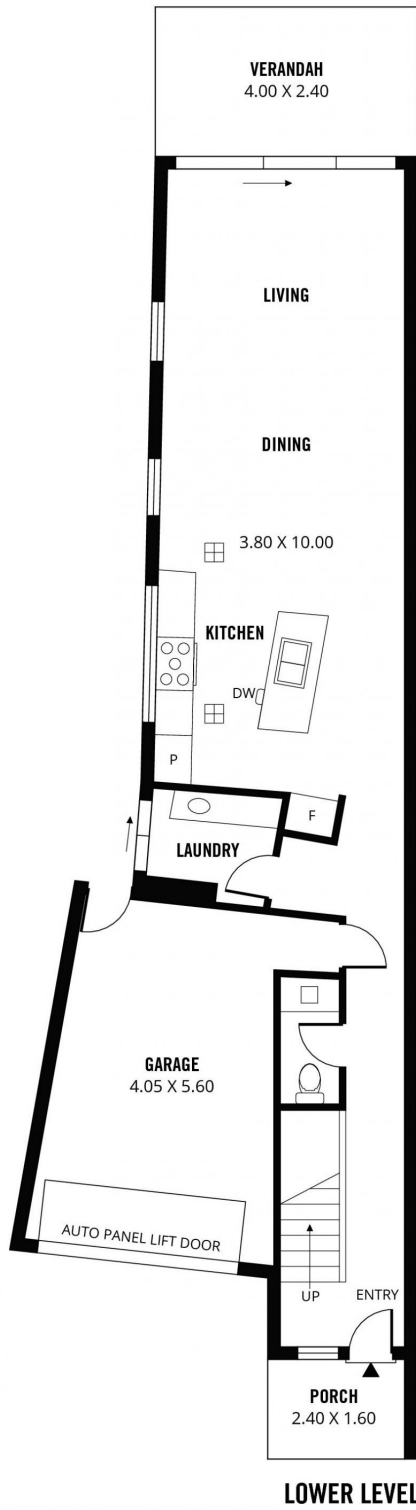 VERANDAH
4.00 X 2.40
LIVING
DINING
3.80 X 10.00
KITCHEN
DW
P
F
LAUNDRY
GARAGE
4.05 X 5.60
AUTO PANEL LIFT DOOR
UP
ENTRY
PORCH
2.40 X 1.60
LOWER LEVEL